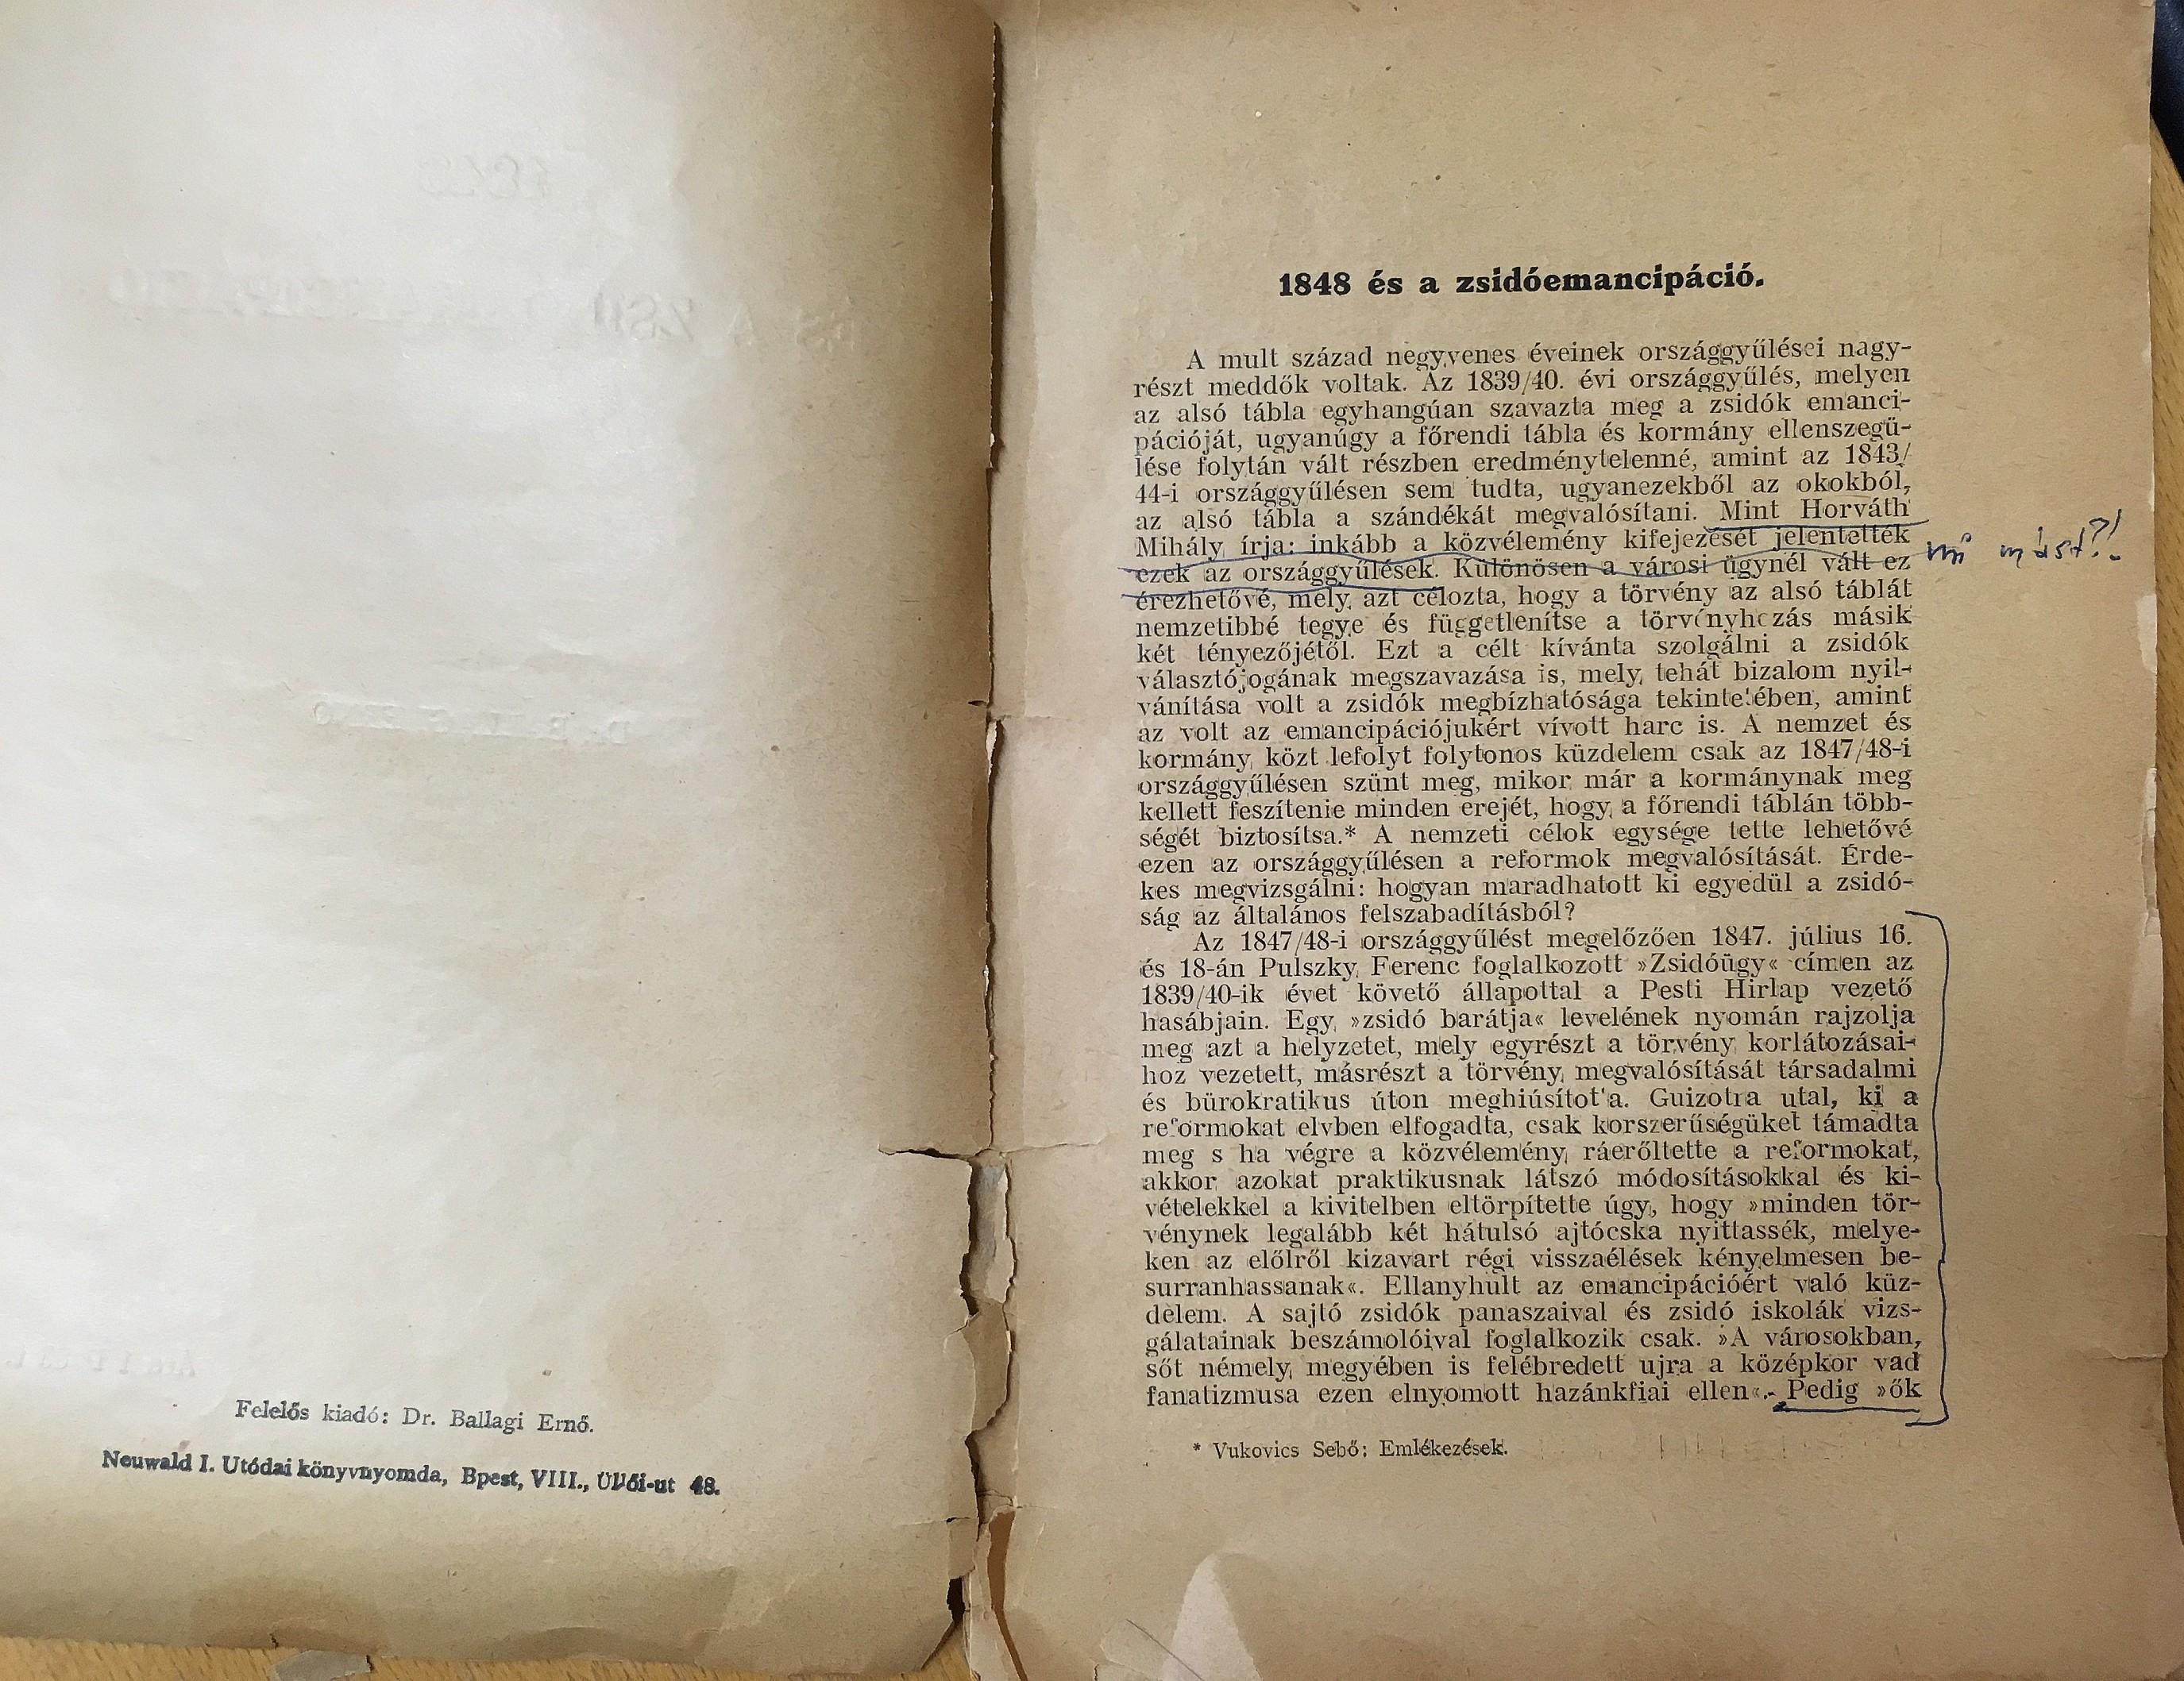 Felelős kiadó: Dr. Ballagi Ernő.
Neuwald I. Utódai könyvnyomda, Bpest, VIII., Üllői-ut 48.
1848 és a zsidóemancipáció.
A mult század negyvenes éveinek országgyűlései nagy-
részt meddők voltak. Az 1839/40. évi országgyűlés, melyen
az alsó tábla egyhangúan szavazta meg a zsidók emanci-
pációját, ugyanúgy a főrendi tábla és kormány ellenszegü-
lése folytán vált részben eredménytelenné, amint az 1843/
44-i országgyűlésen sem tudta, ugyanezekből az okokból,
az alsó tábla a szándékát megvalósítani. Mint Horváth
Mihály írja: inkább a közvélemény kifejezését jelentették
ezek az országgyűlések. Különösen a városi ügynél vált ez
érezhetővé, mely azt célozta, hogy a törvény az alsó táblát
nemzetibbé tegye és függetlenítse a törvényhozás másik
két tényezőjétől. Ezt a célt kívánta szolgálni a zsidók
választójogának megszavazása is, mely tehát bizalom nyil-
vánítása volt a zsidók megbízhatósága tekintetében, amint
az volt az emancipációjukért vívott harc is. A nemzet és
kormány közt lefolyt folytonos küzdelem csak az 1847/48-i
országgyűlésen szünt meg, mikor már a kormánynak meg
kellett feszítenie minden erejét, hogy a főrendi táblán több-
ségét biztosítsa.* A nemzeti célok egysége tette lehetővé
ezen az országgyűlésen a reformok megvalósítását. Érde-
kes megvizsgálni: hogyan maradhatott ki egyedül a zsidó-
ság az általános felszabadításból?
Az 1847/48-i országgyűlést megelőzően 1847. július 16.
és 18-án Pulszky Ferenc foglalkozott »Zsidóügy« címen az
1839/40-ik évet követő állapottal a Pesti Hirlap vezető
hasábjain. Egy »zsidó barátja« levelének nyomán rajzolja
meg azt a helyzetet, mely egyrészt a törvény korlátozásai-
hoz vezetett, másrészt a törvény megvalósítását társadalmi
és bürokratikus úton meghiúsította. Guizotra utal, ki a
reformokat elvben elfogadta, csak korszerűségüket támadta
meg s ha végre a közvélemény ráerőltette a reformokat,
akkor azokat praktikusnak látszó módosításokkal és ki-
vételekkel a kivitelben eltörpítette úgy, hogy »minden tör-
vénynek legalább két hátulsó ajtócska nyittassék, melye-
ken az előlről kizavart régi visszaélések kényelmesen be-
surranhassanak«. Ellanyhult az emancipációért való küz-
delem. A sajtó zsidók panaszaival és zsidó iskolák vizs-
gálatainak beszámolóival foglalkozik csak. »A városokban,
sőt némely megyében is felébredett ujra a középkor vad
fanatizmusa ezen elnyomott hazánkfiai ellen«.- Pedig »ők
* Vukovics Sebő: Emlékezések.
mi mást?!